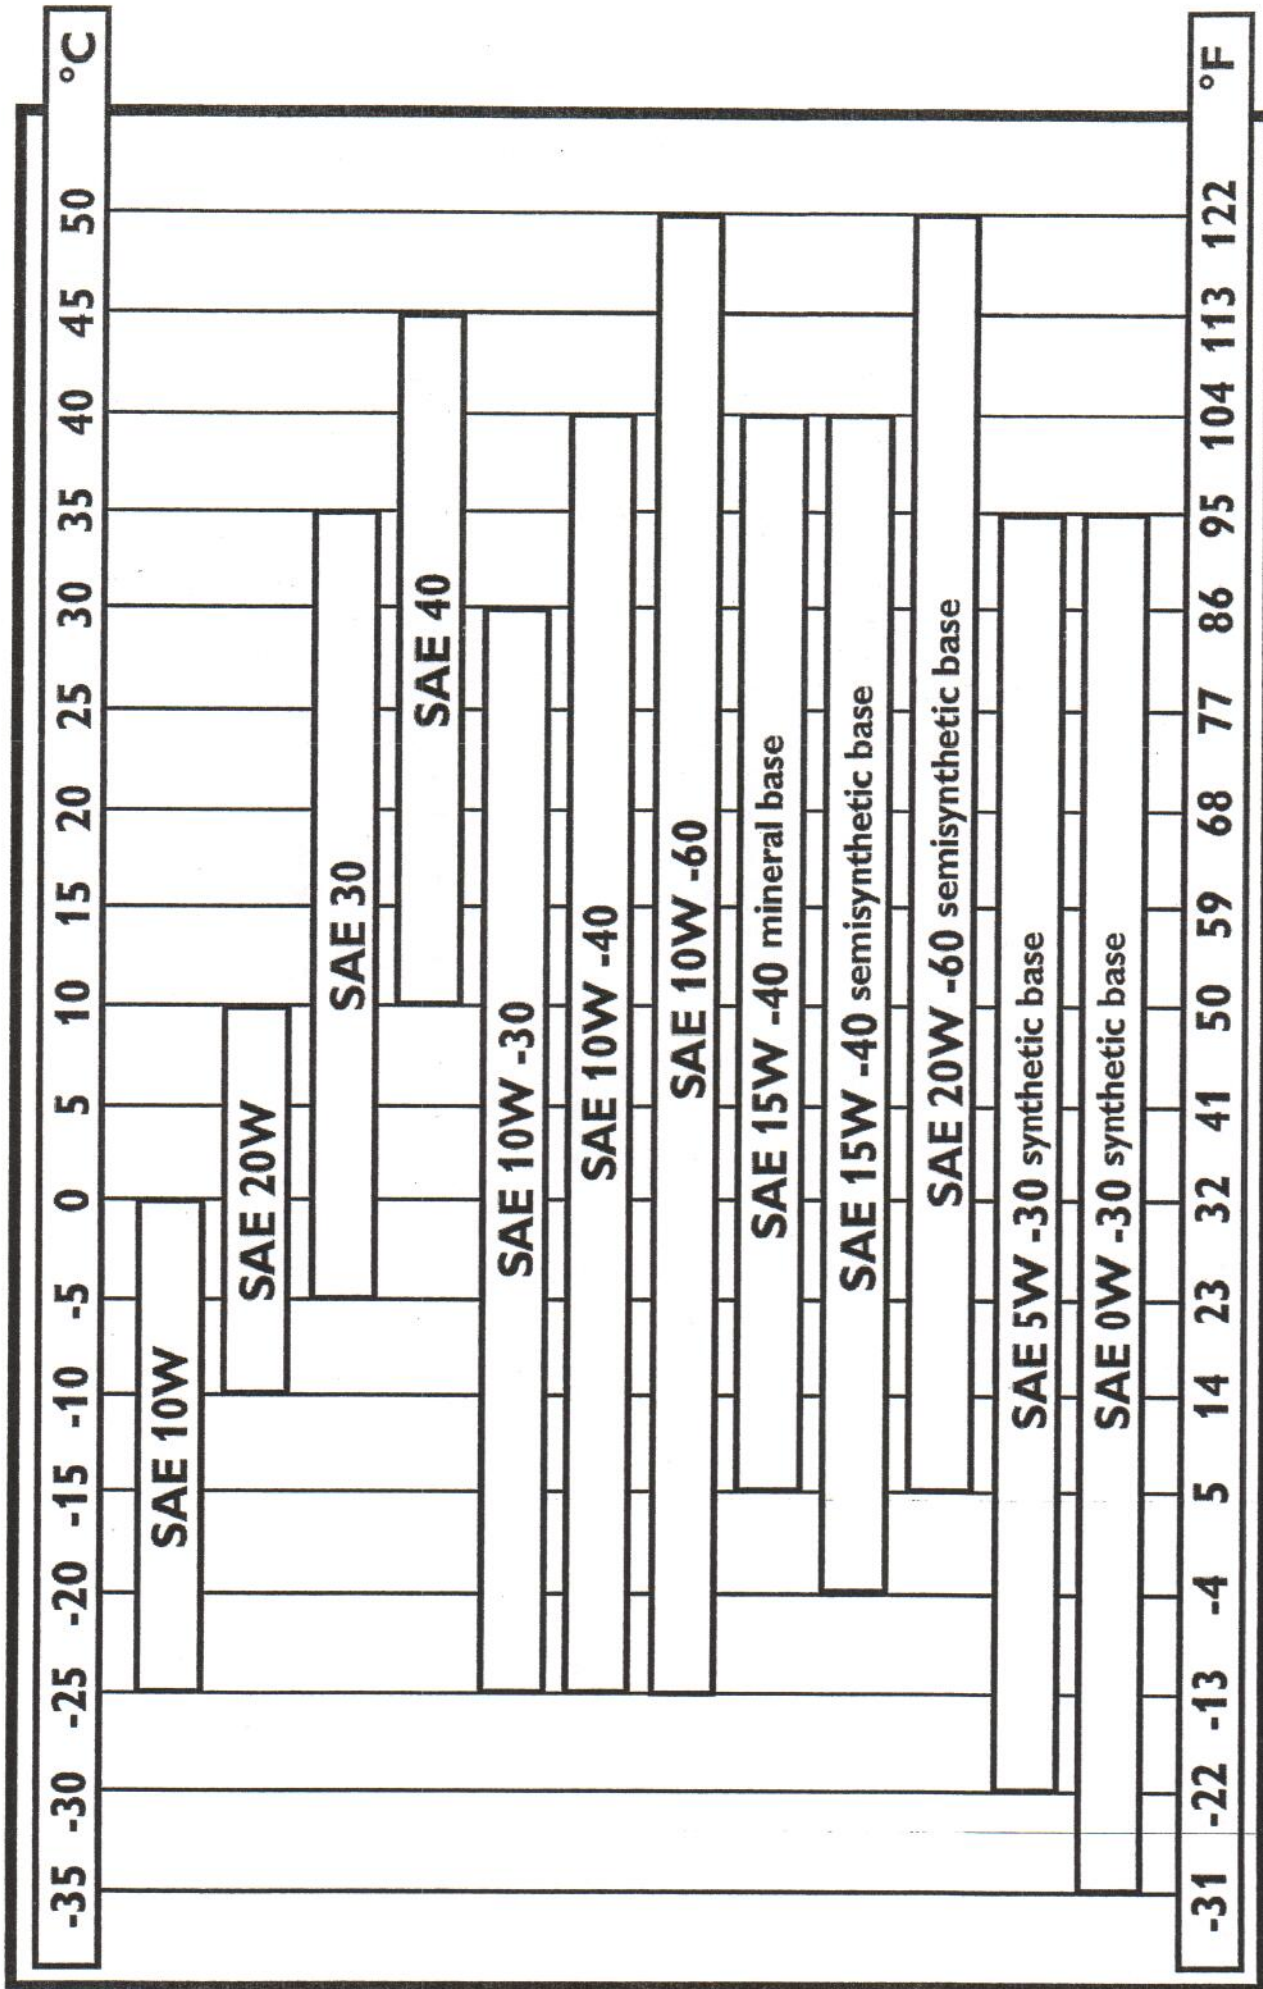 -35 -30 -25 -20 -15 -10 -5 0 5 10 15 20 25 30 35 40 45 50 °C
SAE 10W
SAE 20W
SAE 30
SAE 40
SAE 10W -30
SAE 10W -40
SAE 10W -60
SAE 15W -40 mineral base
SAE 15W -40 semisynthetic base
SAE 20W -60 semisynthetic base
SAE 5W -30 synthetic base
SAE 0W -30 synthetic base
-31 -22 -13 -4 5 14 23 32 41 50 59 68 77 86 95 104 113 122 °F